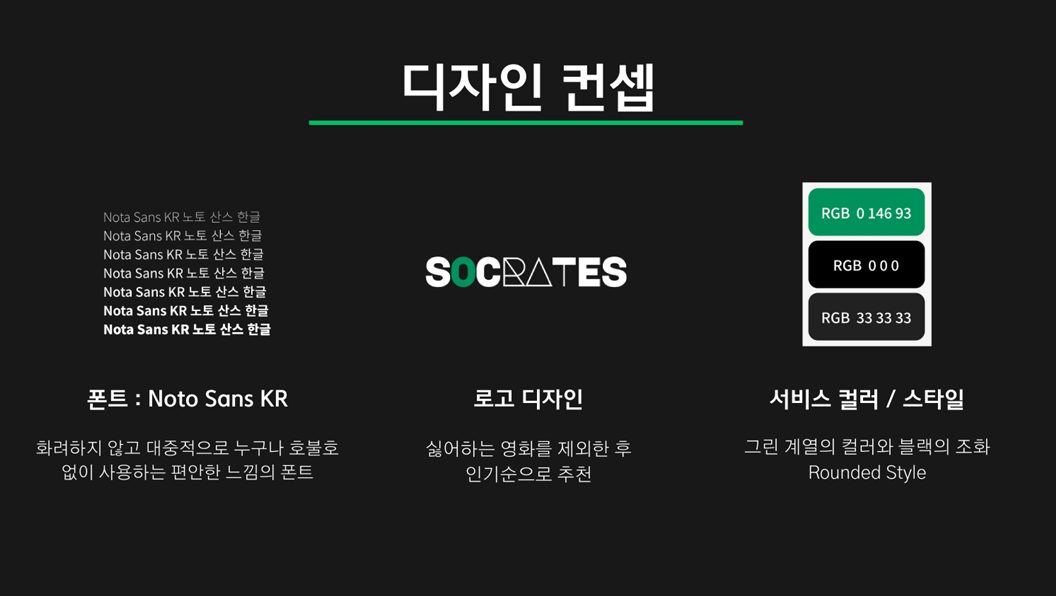 디자인 컨셉
Nota Sans KR 노토 산스 한글
Nota Sans KR 노토 산스 한글
Nota Sans KR 노토 산스 한글
Nota Sans KR 노토 산스 한글
Nota Sans KR 노토 산스 한글
Nota Sans KR 노토 산스 한글
Nota Sans KR 노토 산스 한글
폰트 : Noto Sans KR
화려하지 않고 대중적으로 누구나 호불호
없이 사용하는 편안한 느낌의 폰트
SOCRATES
로고 디자인
싫어하는 영화를 제외한 후
인기순으로 추천
RGB 0 146 93
RGB 0 0 0
RGB 33 33 33
서비스 컬러 / 스타일
그린 계열의 컬러와 블랙의 조화
Rounded Style